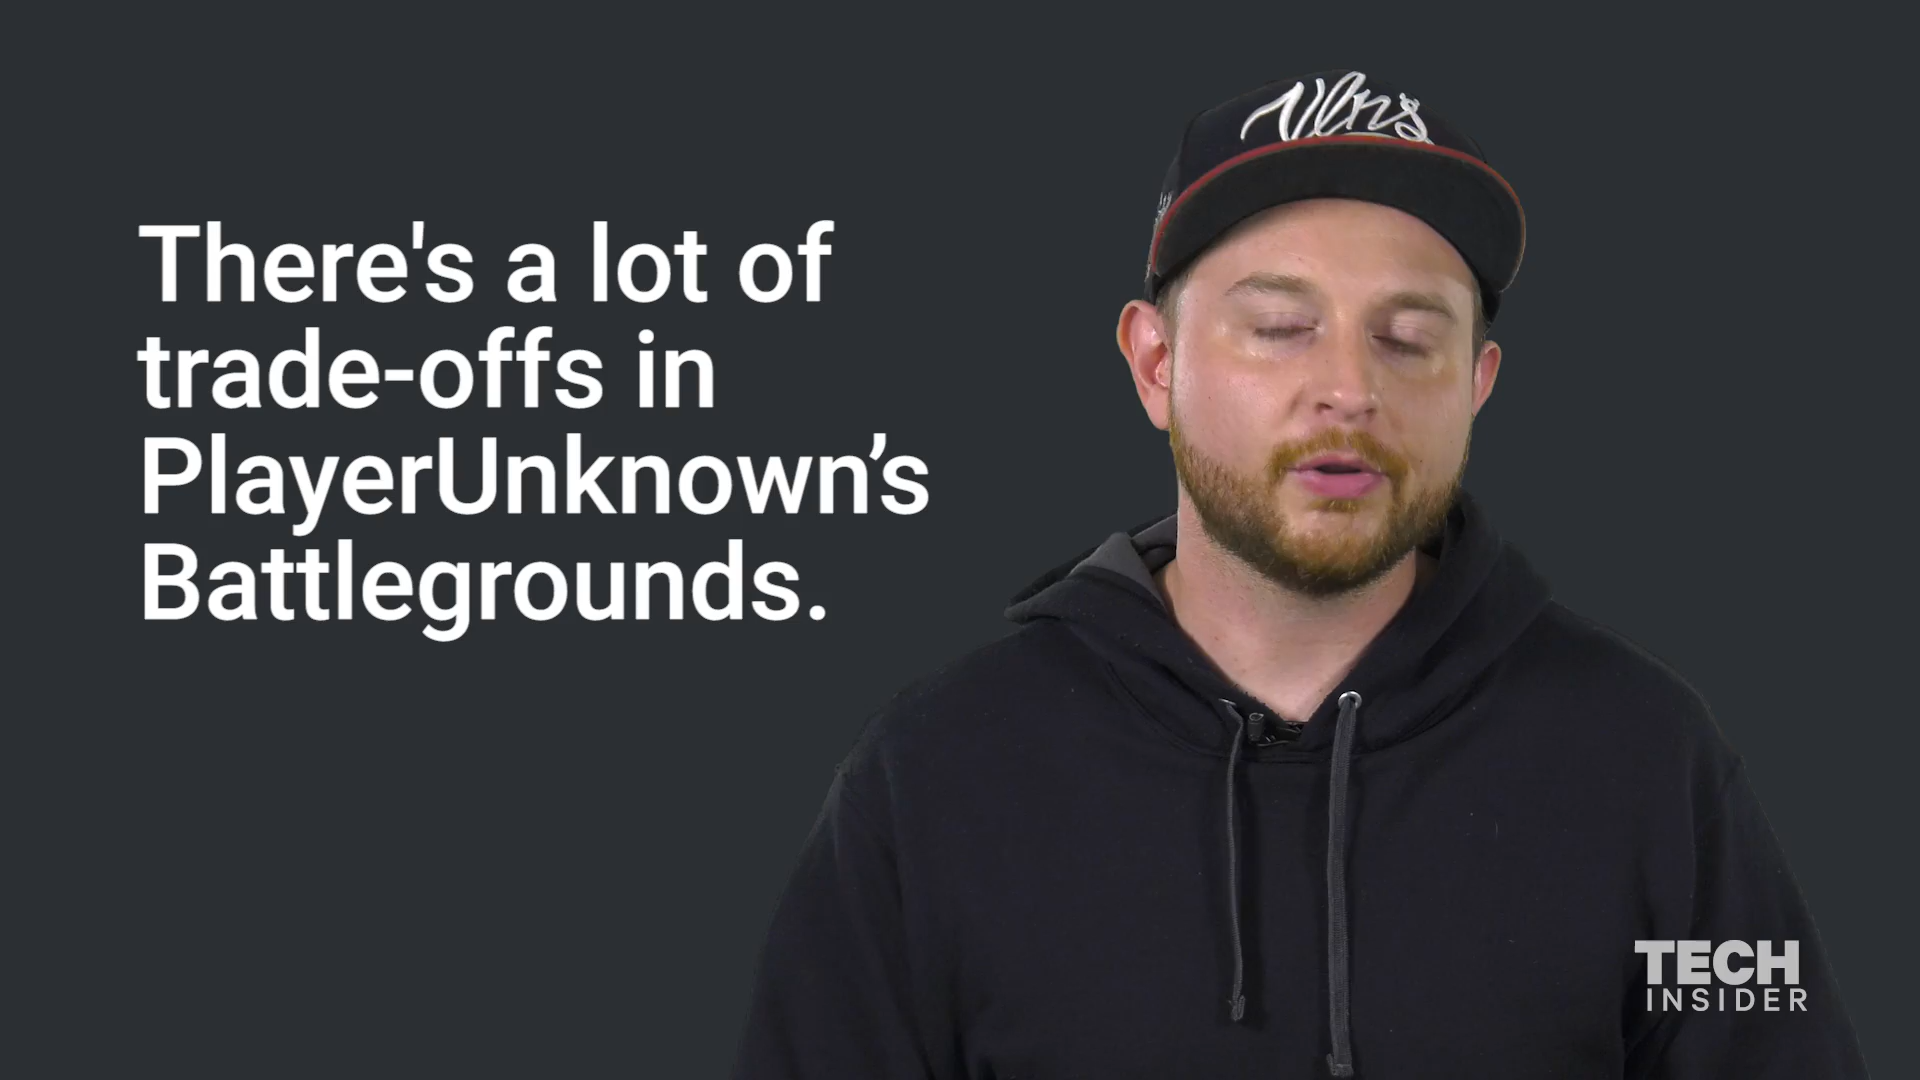 There's a lot of
trade-offs in
PlayerUnknown’s
Battlegrounds.
TECH
INSIDER